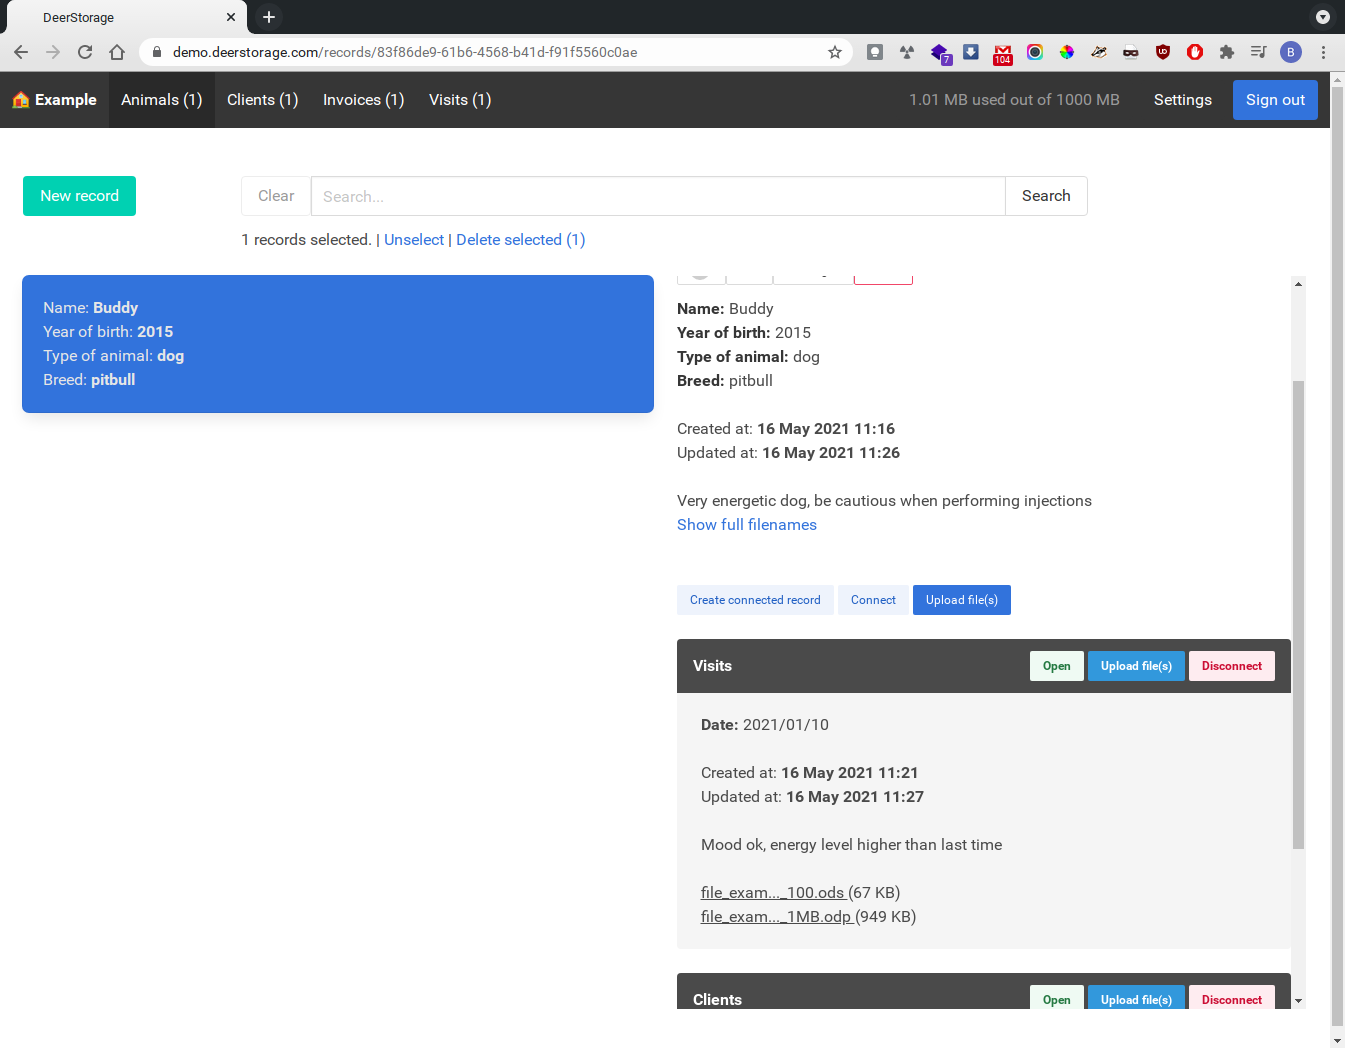 DeerStorage
demo.deerstorage.com/records/83f86de9-61b6-4568-b41d-f91f5560c0ae
7
104
B
Example Animals (1) Clients (1) Invoices (1) Visits (1) 1.01 MB used out of 1000 MB Settings Sign out
New record Clear Search... Search
1 records selected. | Unselect | Delete selected (1)
Name: Buddy
Year of birth: 2015
Type of animal: dog
Breed: pitbull
Name: Buddy
Year of birth: 2015
Type of animal: dog
Breed: pitbull
Created at: 16 May 2021 11:16
Updated at: 16 May 2021 11:26
Very energetic dog, be cautious when performing injections
Show full filenames
Create connected record Connect Upload file(s)
Visits Open Upload file(s) Disconnect
Date: 2021/01/10
Created at: 16 May 2021 11:21
Updated at: 16 May 2021 11:27
Mood ok, energy level higher than last time
file_exam..._100.ods (67 KB)
file_exam..._1MB.odp (949 KB)
Clients Open Upload file(s) Disconnect